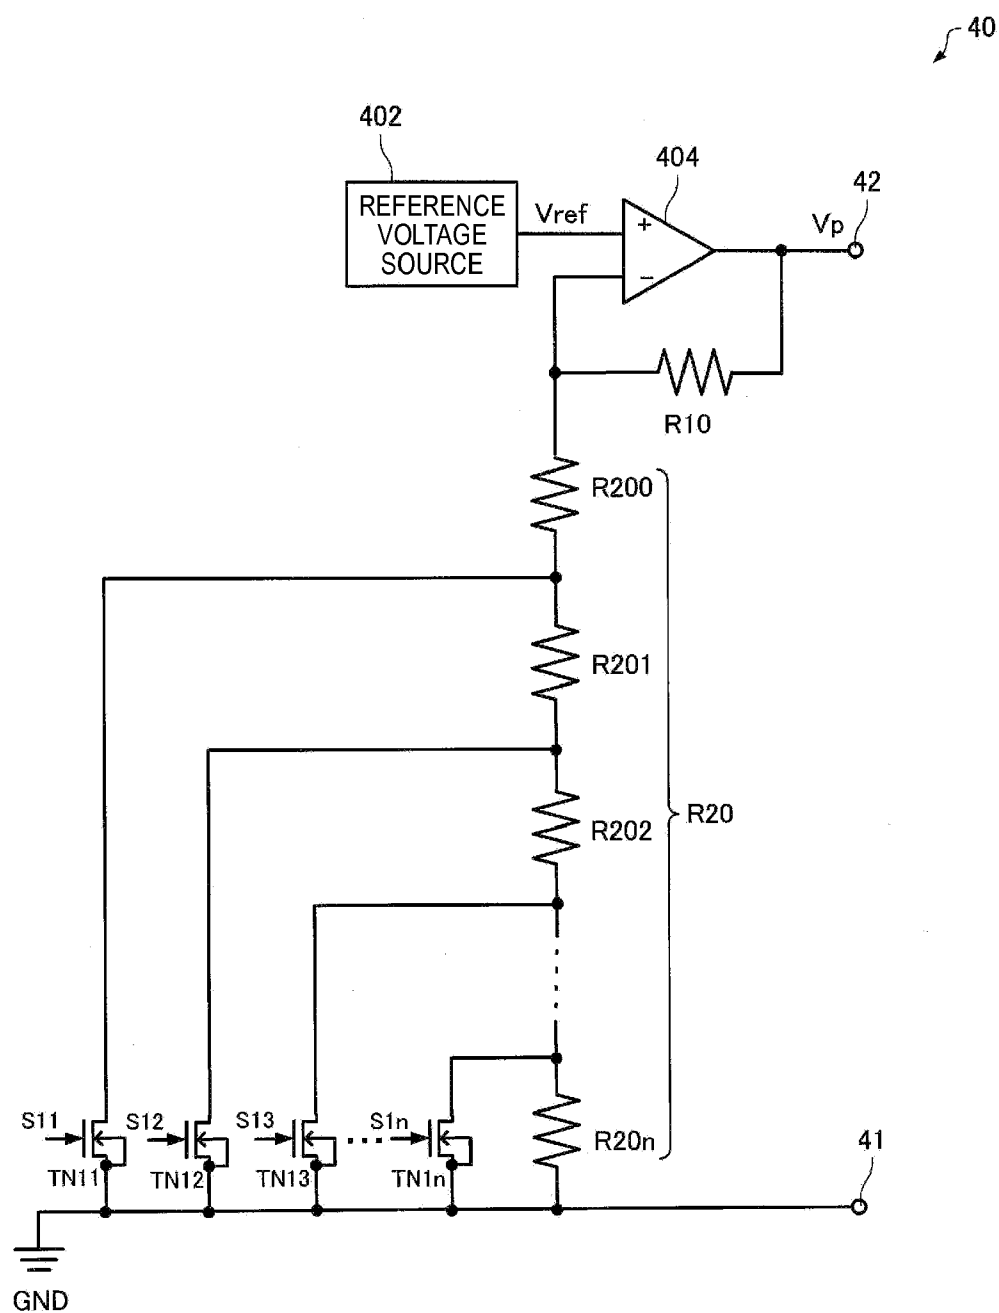 40
402
404
42
REFERENCE
VOLTAGE
SOURCE
Vref
+
−
Vp
R10
R200
R201
R202
R20
S11
S12
S13
S1n
R20n
TN11
TN12
TN13
TN1n
41
GND